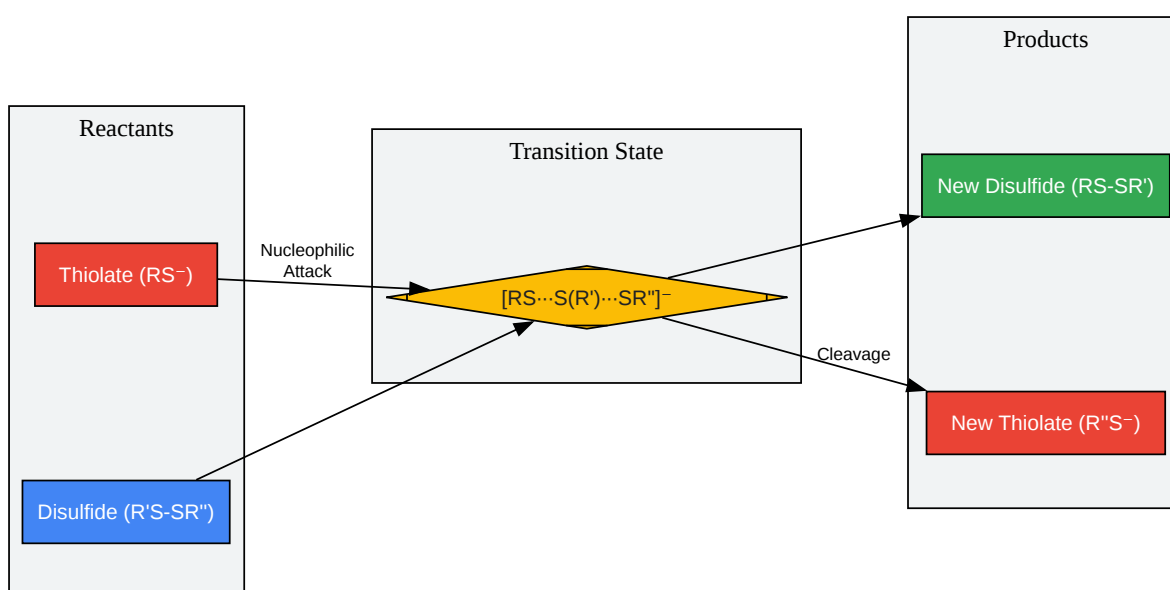 Reactants
Thiolate (RS⁻)
Disulfide (R'S-SR'')
Nucleophilic
Attack
Transition State
[RS···S(R')···SR'']⁻
Cleavage
Products
New Disulfide (RS-SR')
New Thiolate (R''S⁻)